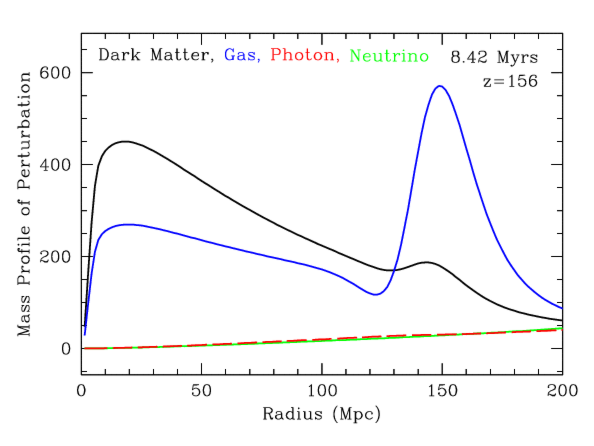 Dark Matter, Gas, Photon, Neutrino 8.42 Myrs
z=156
600
400
200
0
Mass Profile of Perturbation
0 50 100 150 200
Radius (Mpc)